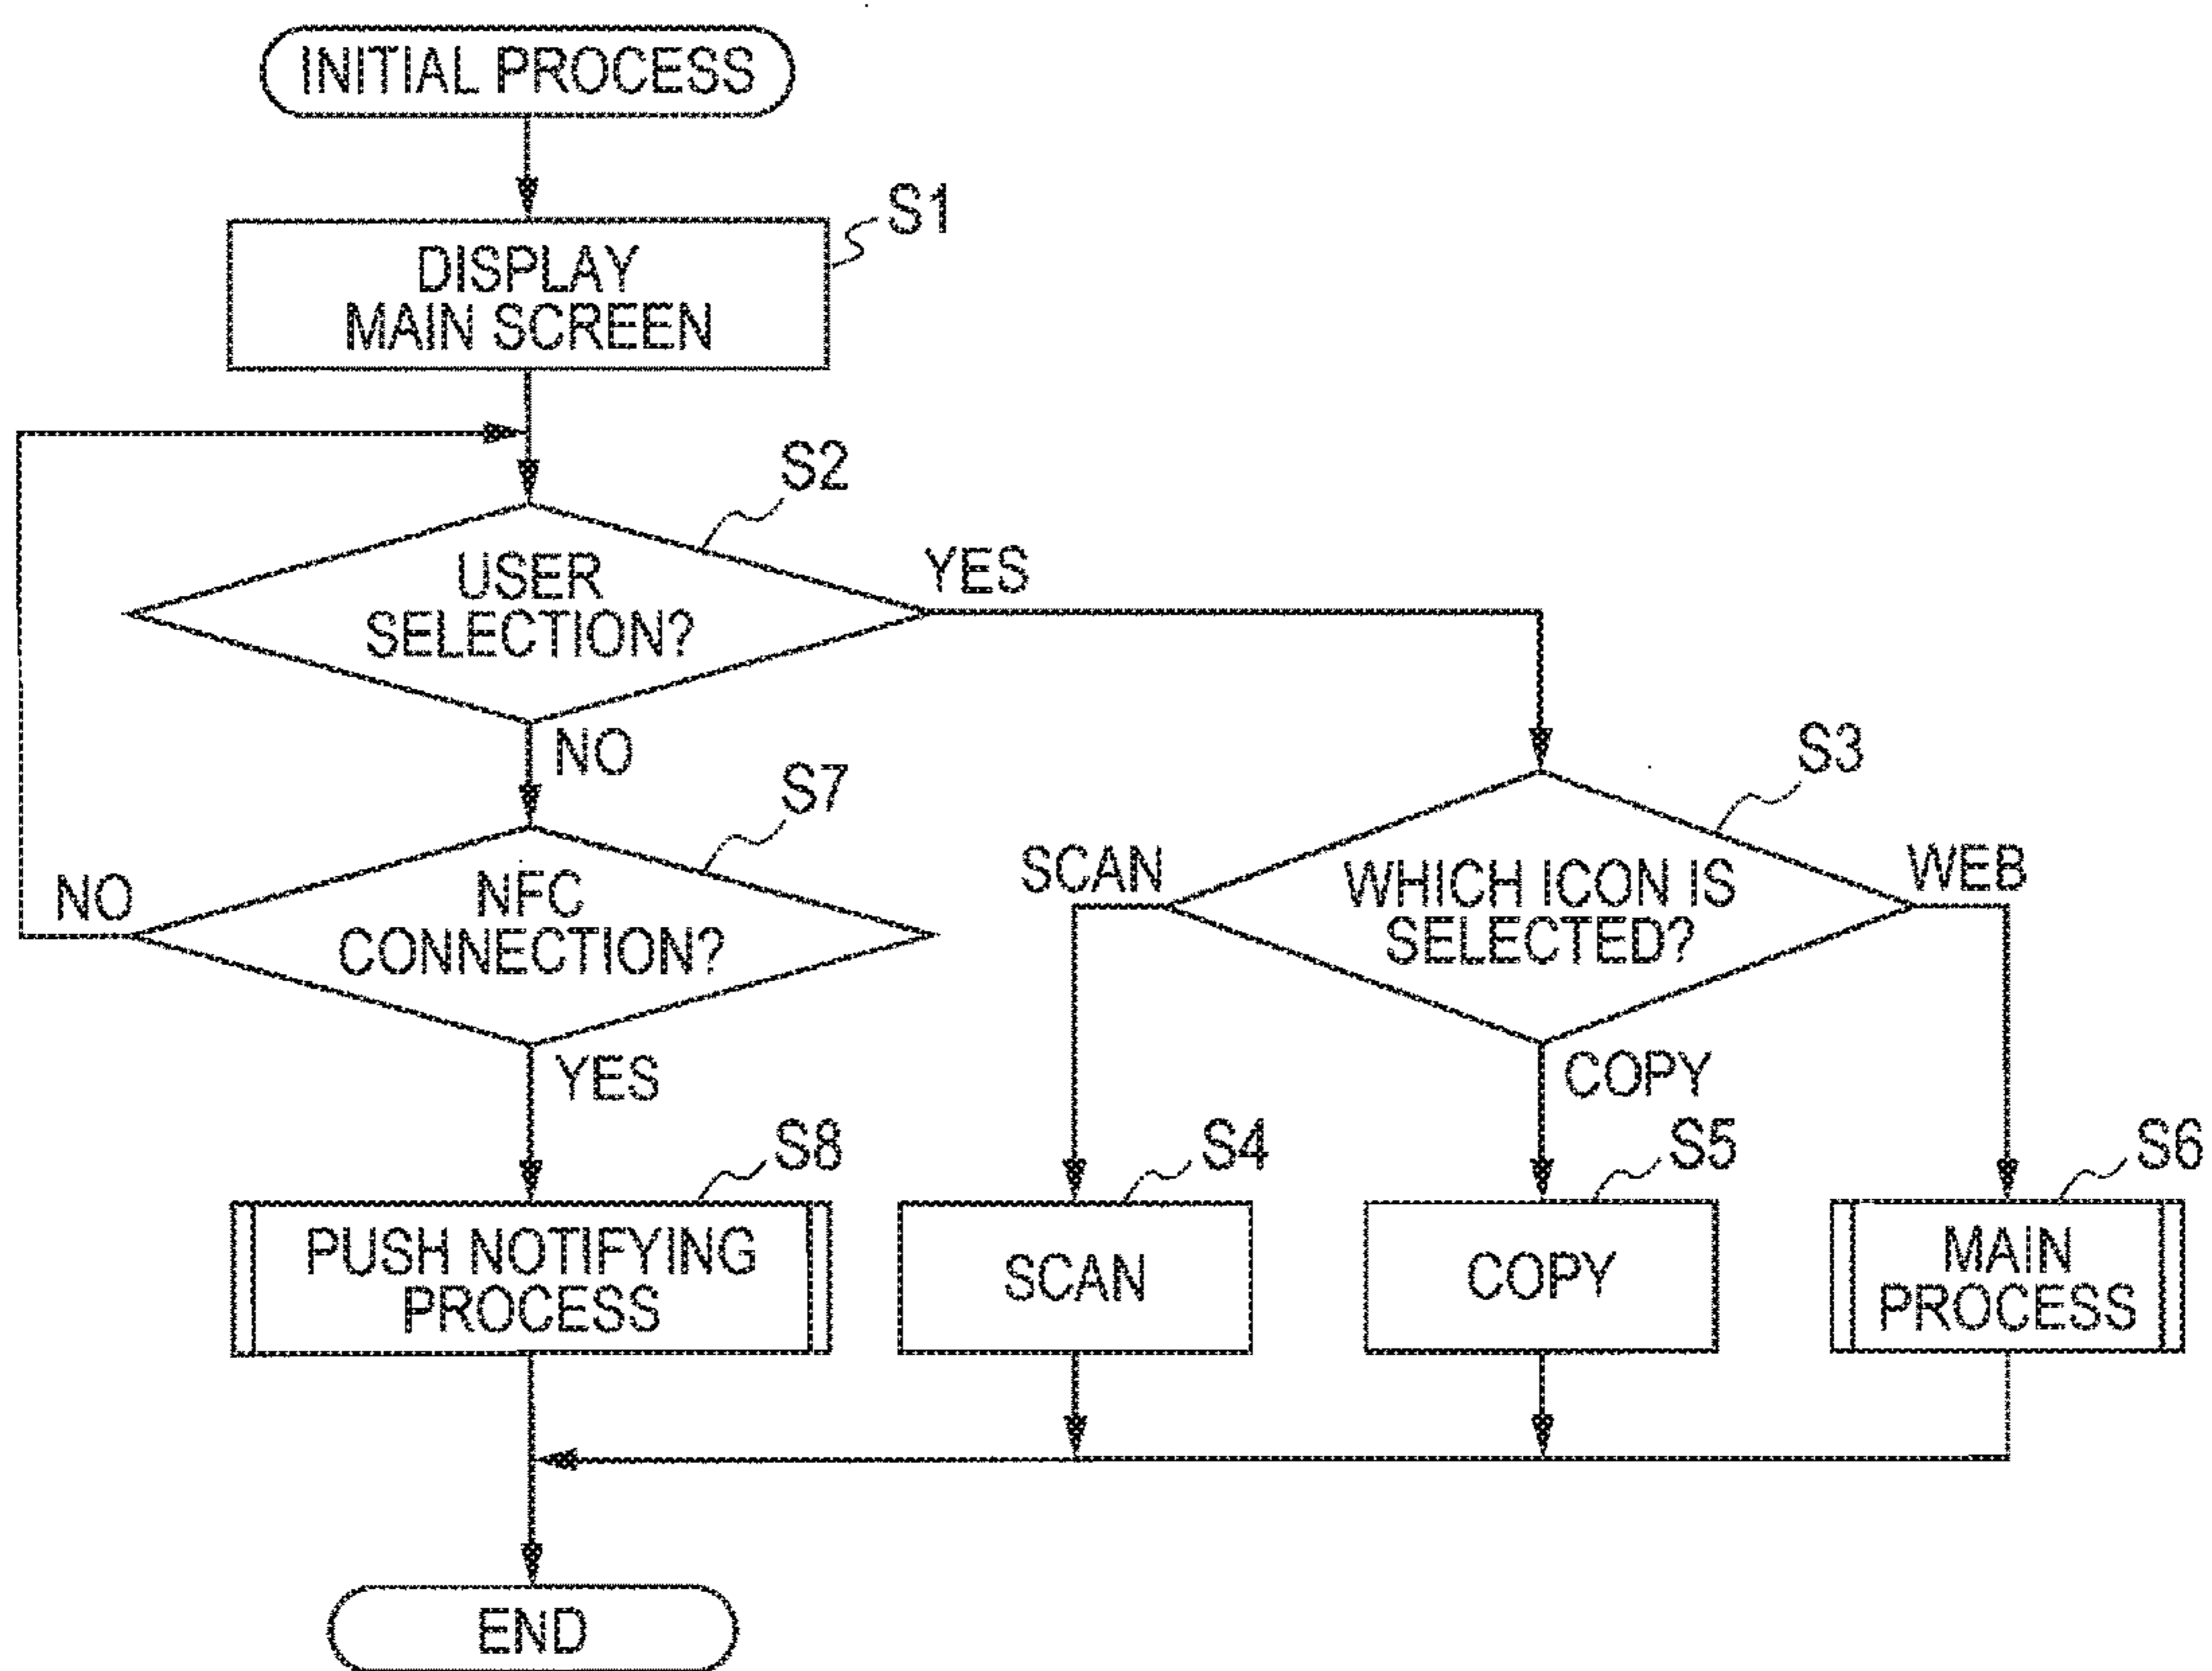 INITIAL PROCESS
S1
DISPLAY
MAIN SCREEN
S2
USER
SELECTION?
YES
NO
S7
NFC
CONNECTION?
NO
YES
S3
WHICH ICON IS
SELECTED?
SCAN
WEB
COPY
S8
PUSH NOTIFYING
PROCESS
S4
SCAN
S5
COPY
S6
MAIN
PROCESS
END